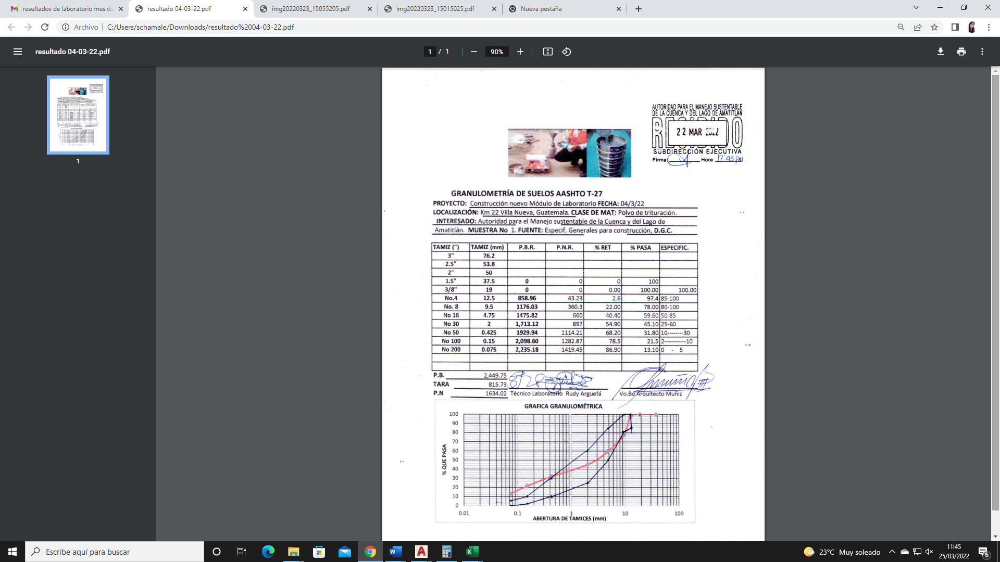 resultados de laboratorio mes de
resultado 04-03-22.pdf
img20220323_15055205.pdf
img20220323_15015025.pdf
Nueva pestaña
Archivo
C:/Users/schamale/Downloads/resultado%2004-03-22.pdf
resultado 04-03-22.pdf
1 / 1
90%
1
AUTORIDAD PARA EL MANEJO SUSTENTABLE
DE LA CUENCA Y DEL LAGO DE AMATITLÁN
RECIBIDO
22 MAR 2022
SUBDIRECCIÓN EJECUTIVA
Firma: Hora: 12:93 pm
GRANULOMETRÍA DE SUELOS AASHTO T-27
PROYECTO: Construcción nuevo Módulo de Laboratorio FECHA: 04/3/22
LOCALIZACIÓN: Km 22 Villa Nueva, Guatemala. CLASE DE MAT: Polvo de trituración.
INTERESADO: Autoridad para el Manejo sustentable de la Cuenca y del Lago de
Amatitlán. MUESTRA No 1. FUENTE: Especif, Generales para construcción, D.G.C.
TAMIZ (") TAMIZ (mm) P.B.R. P.N.R. % RET % PASA ESPECIFIC.
3" 76.2
2.5" 53.8
2" 50
1.5" 37.5 0 0 0 100
3/8" 19 0 0 0.00 100.00 100.00
No.4 12.5 858.96 43.23 2.6 97.4 85-100
No. 8 9.5 1176.03 360.3 22.00 78.00 80-100
No 16 4.75 1475.82 660 40.40 59.60 50-85
No 30 2 1,713.12 897 54.90 45.10 25-60
No 50 0.425 1929.94 1114.21 68.20 31.80 10--------30
No 100 0.15 2,098.60 1282.87 78.5 21.5 2-----------10
No 200 0.075 2,235.18 1419.45 86.90 13.10 0 - 5
P.B. 2,449.75
TARA 815.73
P.N 1634.02 Técnico Laboratorio Rudy Argueta Vo.Bo Arquitecto Muñiz
GRAFICA GRANULOMÉTRICA
100
90
80
70
60
50
40
30
20
10
0
% QUE PASA
0.01 0.1 1 10 100
ABERTURA DE TAMICES (mm)
Escribe aquí para buscar
23°C Muy soleado
11:45
25/03/2022
6